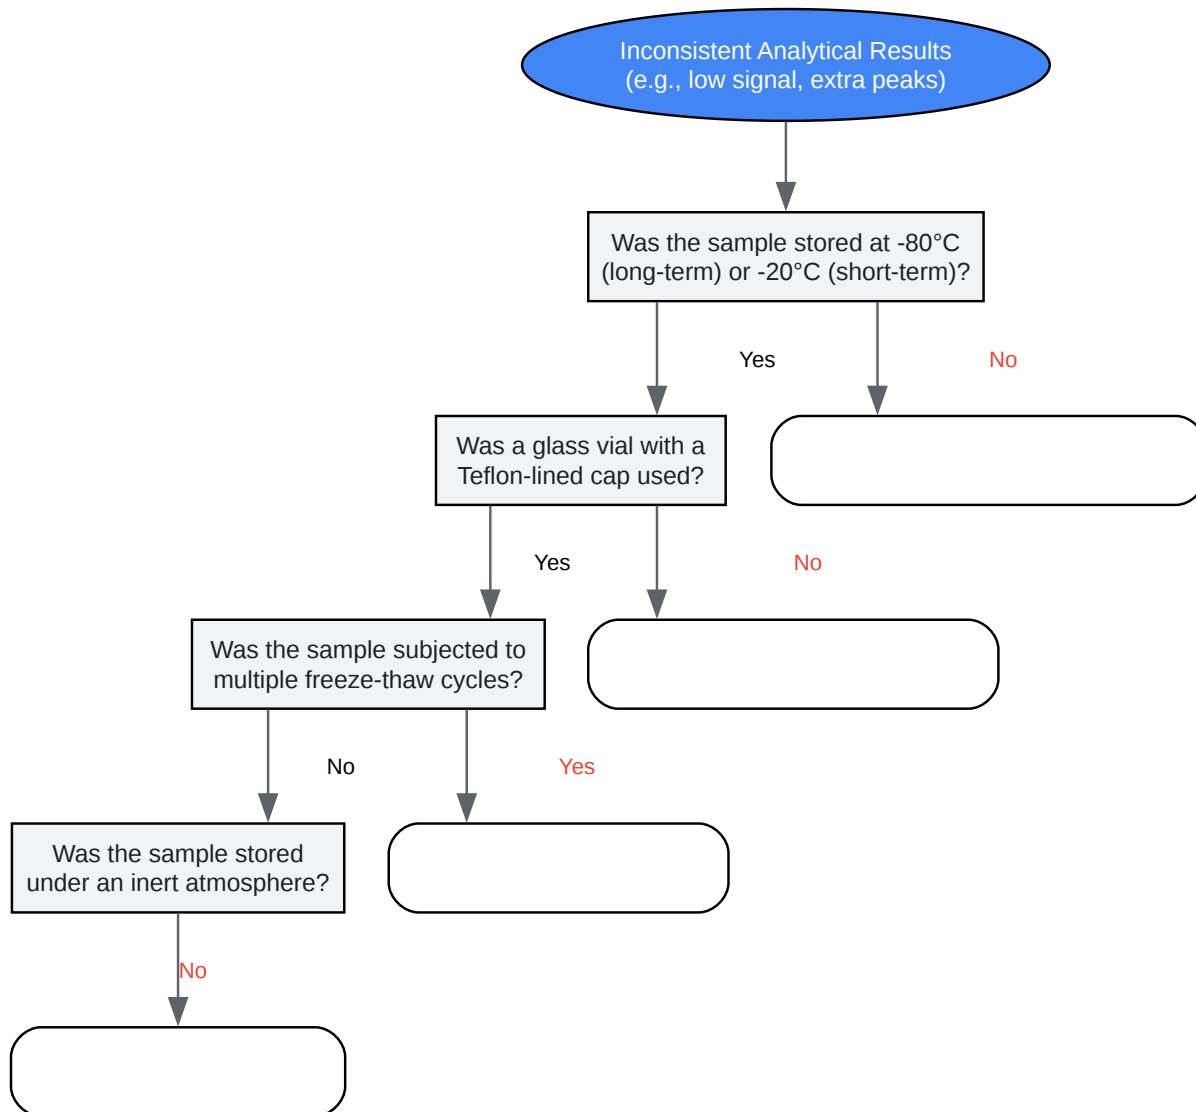 Inconsistent Analytical Results
(e.g., low signal, extra peaks)
Was the sample stored at -80°C
(long-term) or -20°C (short-term)?
Yes
No
Was a glass vial with a
Teflon-lined cap used?
Yes
No
Was the sample subjected to
multiple freeze-thaw cycles?
No
Yes
Was the sample stored
under an inert atmosphere?
No